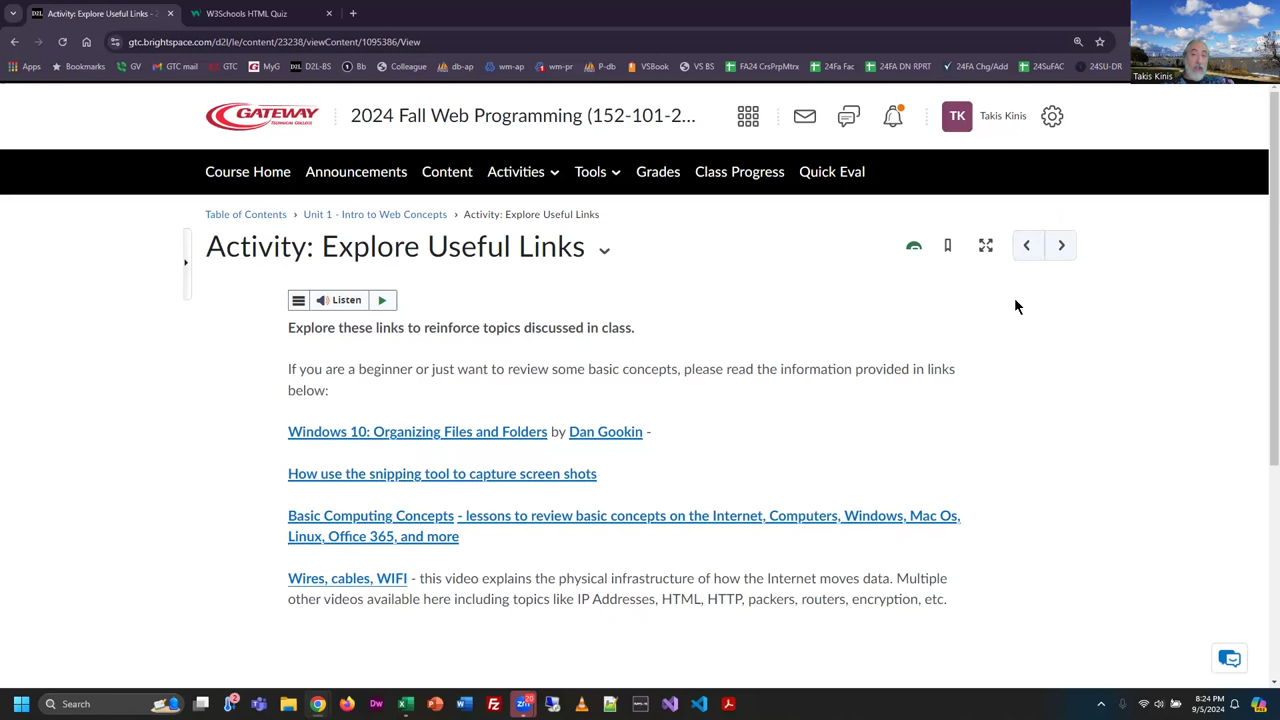 Activity: Explore Useful Links - 2
W3Schools HTML Quiz
gtc.brightspace.com/d2l/le/content/23238/viewContent/1095386/View
Apps Bookmarks GV GTC mail GTC MyG D2L-BS Bb Colleague db-ap wm-ap wm-pr P-db VSBook VS BS FA24 CrsPrpMtrx 24Fa Fac 24FA DN RPRT 24FA Chg/Add 24SuFAC 24SU-DR
Takis Kinis
GATEWAY
TECHNICAL COLLEGE
2024 Fall Web Programming (152-101-2...
TK Takis Kinis
Course Home Announcements Content Activities Tools Grades Class Progress Quick Eval
Table of Contents › Unit 1 - Intro to Web Concepts › Activity: Explore Useful Links
Activity: Explore Useful Links
Listen
Explore these links to reinforce topics discussed in class.
If you are a beginner or just want to review some basic concepts, please read the information provided in links
below:
Windows 10: Organizing Files and Folders by Dan Gookin -
How use the snipping tool to capture screen shots
Basic Computing Concepts - lessons to review basic concepts on the Internet, Computers, Windows, Mac Os,
Linux, Office 365, and more
Wires, cables, WIFI - this video explains the physical infrastructure of how the Internet moves data. Multiple
other videos available here including topics like IP Addresses, HTML, HTTP, packers, routers, encryption, etc.
Search
8:24 PM
9/5/2024